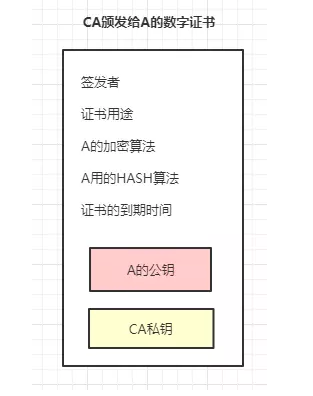 CA颁发给A的数字证书
签发者
证书用途
A的加密算法
A用的HASH算法
证书的到期时间
A的公钥
CA私钥